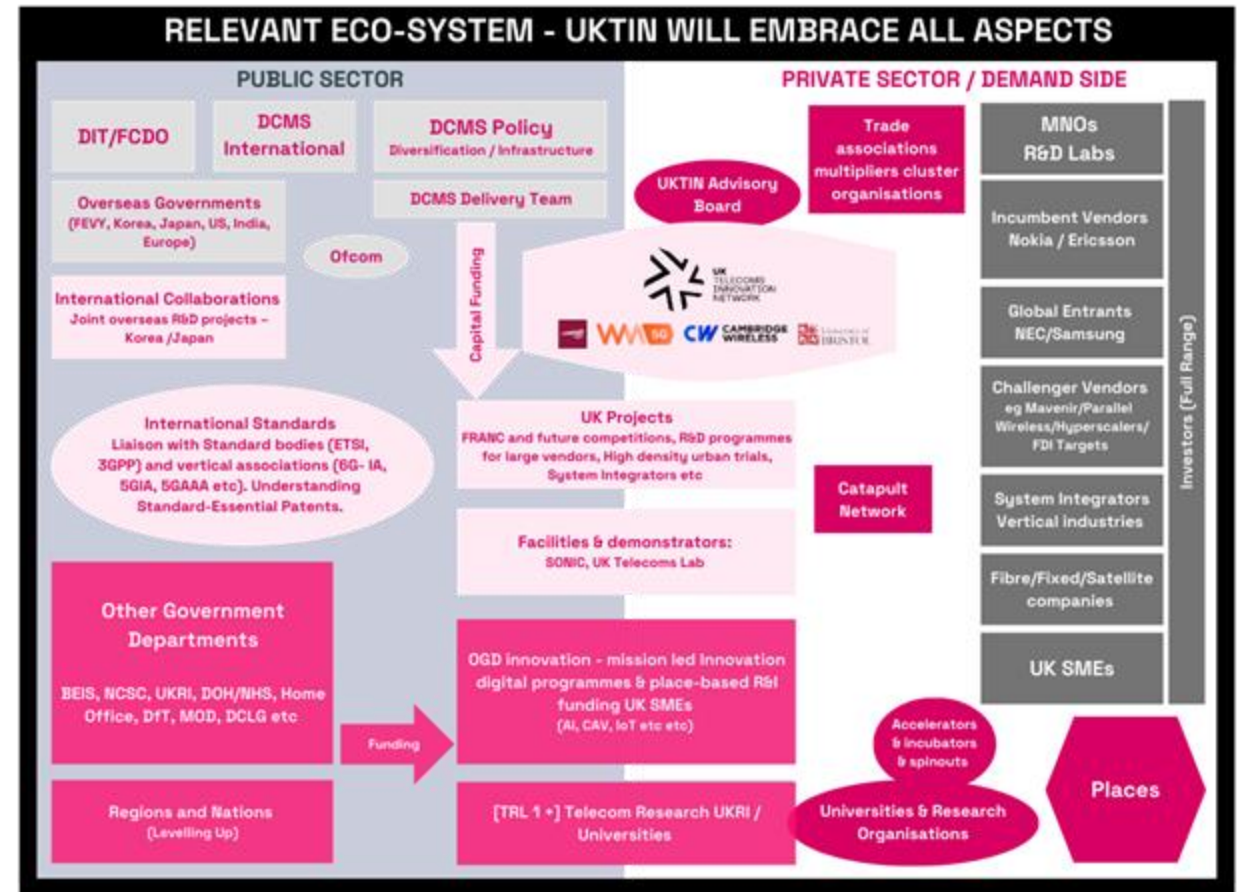 RELEVANT ECO-SYSTEM - UKTIN WILL EMBRACE ALL ASPECTS
PUBLIC SECTOR
DIT/FCDO
DCMS
International
DCMS Policy
Diversification / Infrastructure
DCMS Delivery Team
Overseas Governments
(FEVY, Korea, Japan, US, India,
Europe)
Ofcom
International Collaborations
Joint overseas R&D projects –
Korea /Japan
Capital Funding
International Standards
Liaison with Standard bodies (ETSI,
3GPP) and vertical associations (6G- IA,
5GIA, 5GAAA etc). Understanding
Standard-Essential Patents.
Other Government
Departments
BEIS, NCSC, UKRI, DOH/NHS, Home
Office, DfT, MOD, DCLG etc
Funding
Regions and Nations
(Levelling Up)
PRIVATE SECTOR / DEMAND SIDE
UKTIN Advisory
Board
Trade
associations
multipliers cluster
organisations
UK
TELECOMS
INNOVATION
NETWORK
WM 5G
CW CAMBRIDGE
WIRELESS
BRISTOL
UK Projects
FRANC and future competitions, R&D programmes
for large vendors, High density urban trials,
System Integrators etc
Facilities & demonstrators:
SONIC, UK Telecoms Lab
OGD innovation - mission led Innovation
digital programmes & place-based R&I
funding UK SMEs
(AI, CAV, IoT etc etc)
[TRL 1 +] Telecom Research UKRI /
Universities
Catapult
Network
Accelerators
& incubators
& spinouts
Universities & Research
Organisations
Places
MNOs
R&D Labs
Incumbent Vendors
Nokia / Ericsson
Global Entrants
NEC/Samsung
Challenger Vendors
eg Mavenir/Parallel
Wireless/Hyperscalers/
FDI Targets
System Integrators
Vertical industries
Fibre/Fixed/Satellite
companies
UK SMEs
Investors (Full Range)